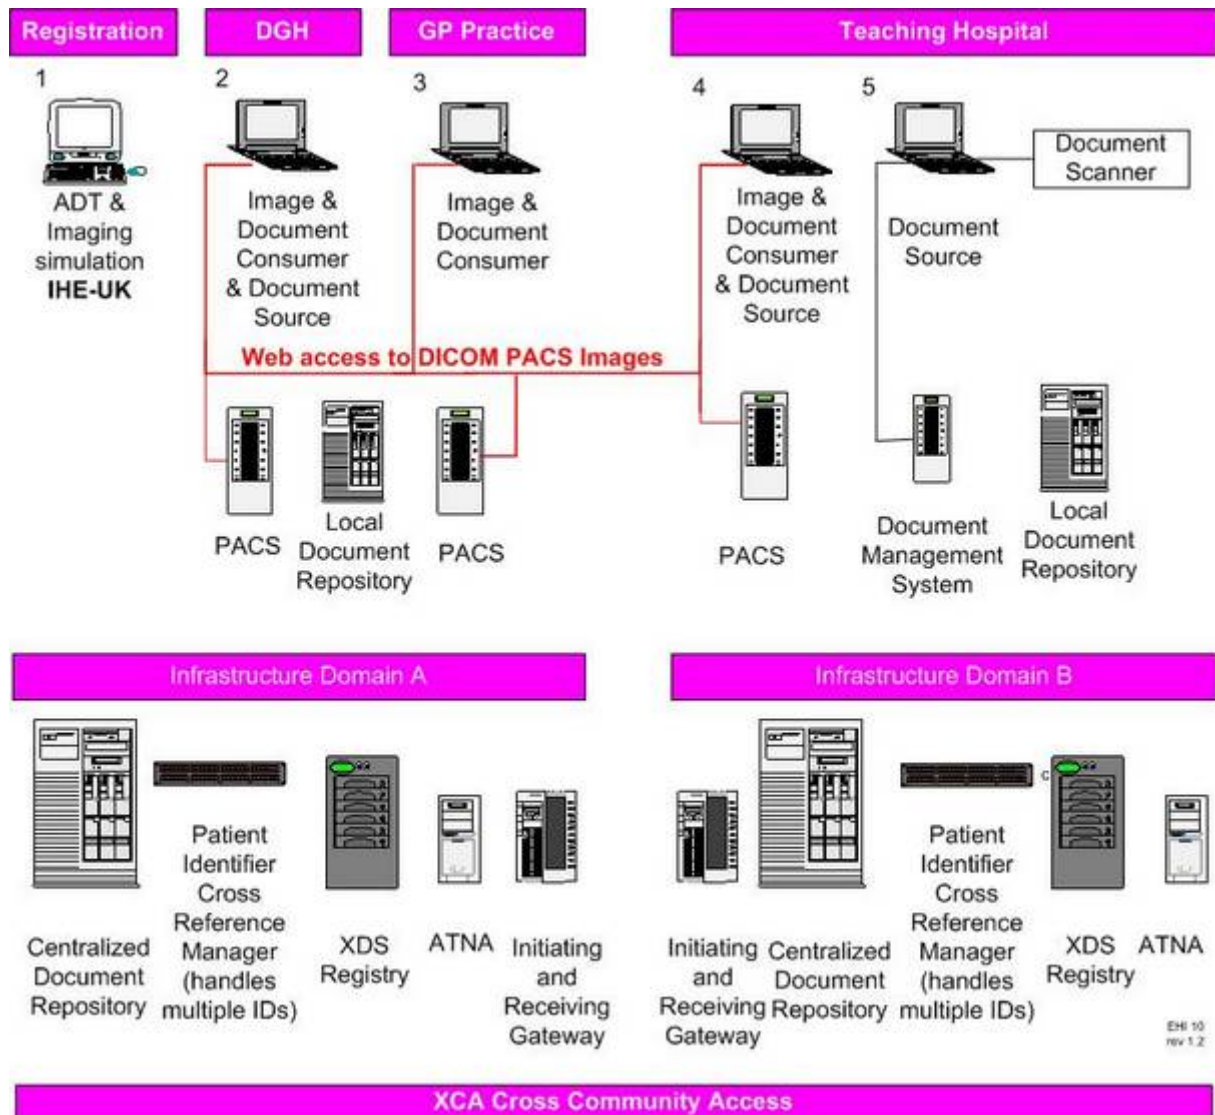 Registration
DGH
GP Practice
Teaching Hospital
1
2
3
4
5
Document
Scanner
ADT &
Imaging
simulation
IHE-UK
Image &
Document
Consumer
& Document
Source
Image &
Document
Consumer
Image &
Document
Consumer
& Document
Source
Document
Source
Web access to DICOM PACS Images
PACS
Local
Document
Repository
PACS
PACS
Document
Management
System
Local
Document
Repository
Infrastructure Domain A
Infrastructure Domain B
Centralized
Document
Repository
Patient
Identifier
Cross
Reference
Manager
(handles
multiple IDs)
XDS
Registry
ATNA
Initiating
and
Receiving
Gateway
Initiating
and
Receiving
Gateway
Centralized
Document
Repository
Patient
Identifier
Cross
Reference
Manager
(handles
multiple IDs)
c
XDS
Registry
ATNA
EHI 10
rev 1.2
XCA Cross Community Access